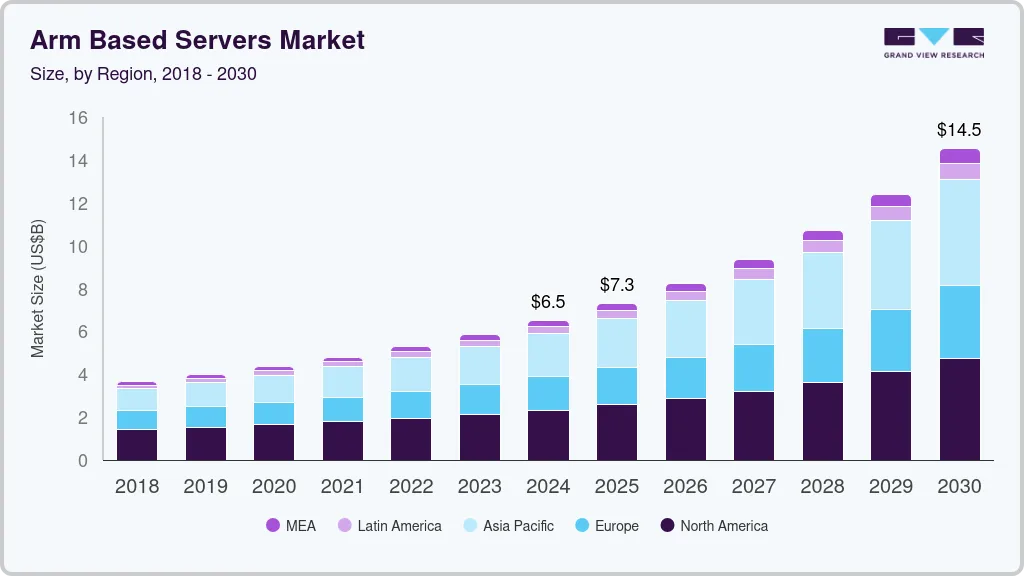 Arm Based Servers Market
Size, by Region, 2018 - 2030
GRAND VIEW RESEARCH
Market Size (US$B)
16
14
12
10
8
6
4
2
0
$6.5
$7.3
$14.5
2018 2019 2020 2021 2022 2023 2024 2025 2026 2027 2028 2029 2030
MEA Latin America Asia Pacific Europe North America